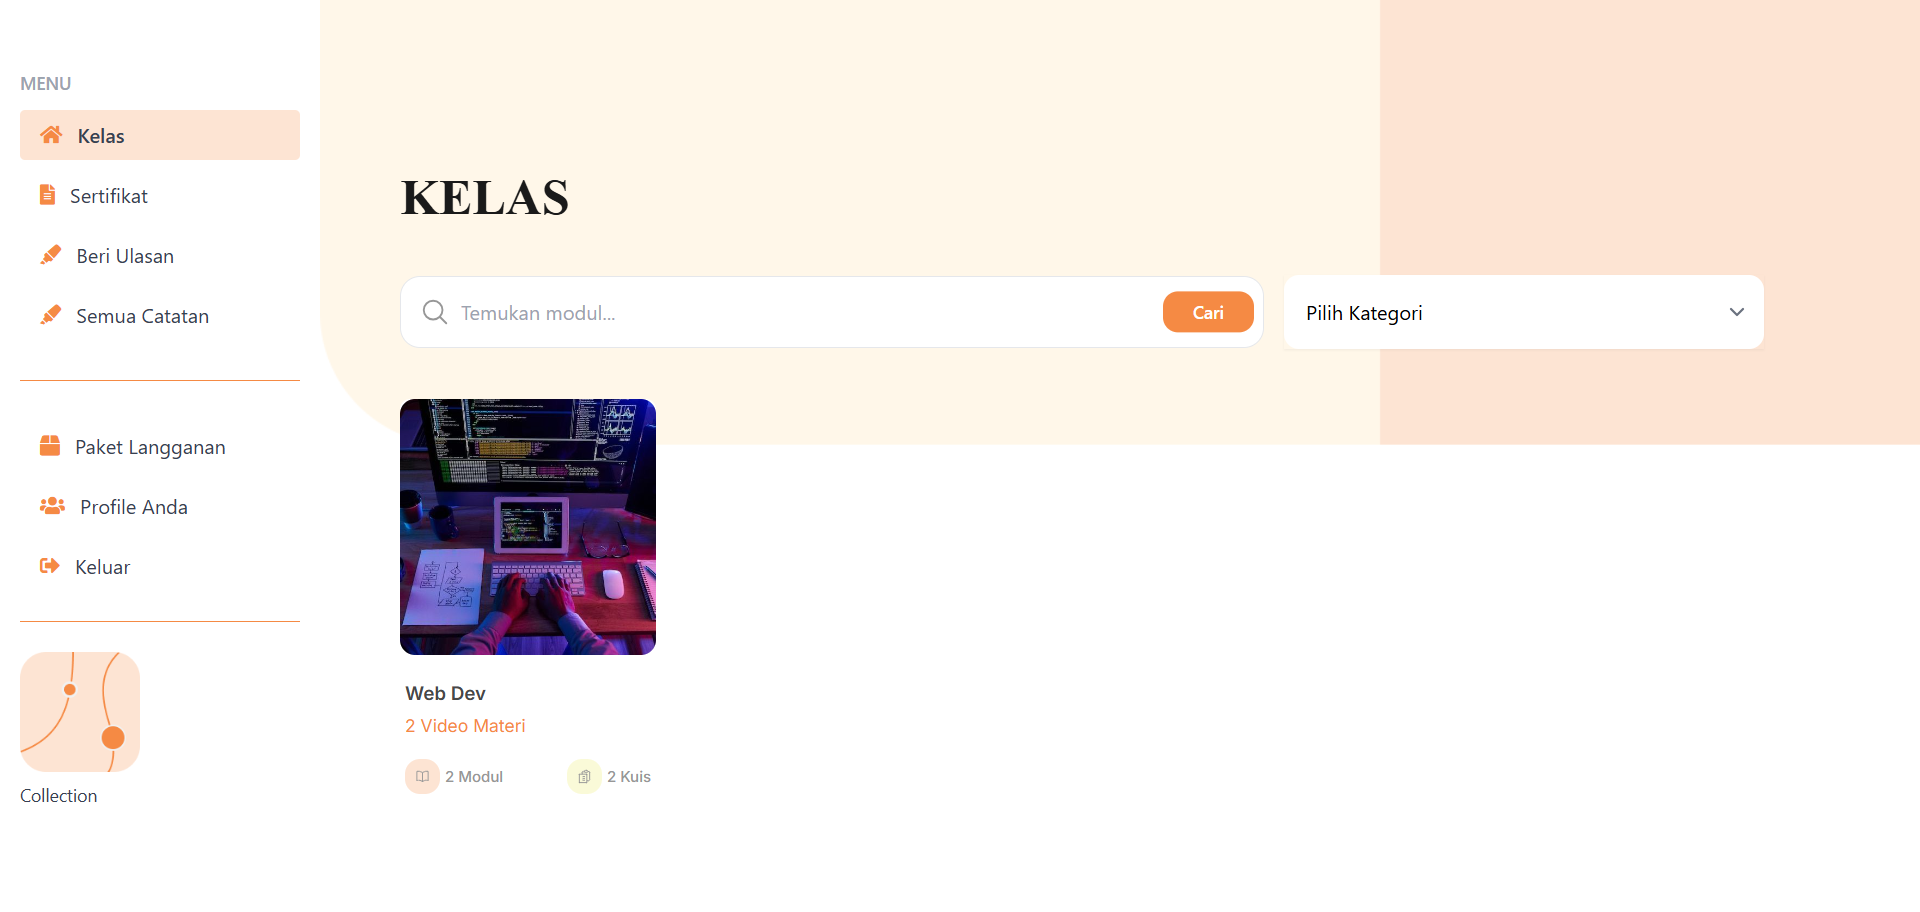 MENU
Kelas
Sertifikat
Beri Ulasan
Semua Catatan
Paket Langganan
Profile Anda
Keluar
Collection
KELAS
Temukan modul...
Cari
Pilih Kategori
Web Dev
2 Video Materi
2 Modul
2 Kuis